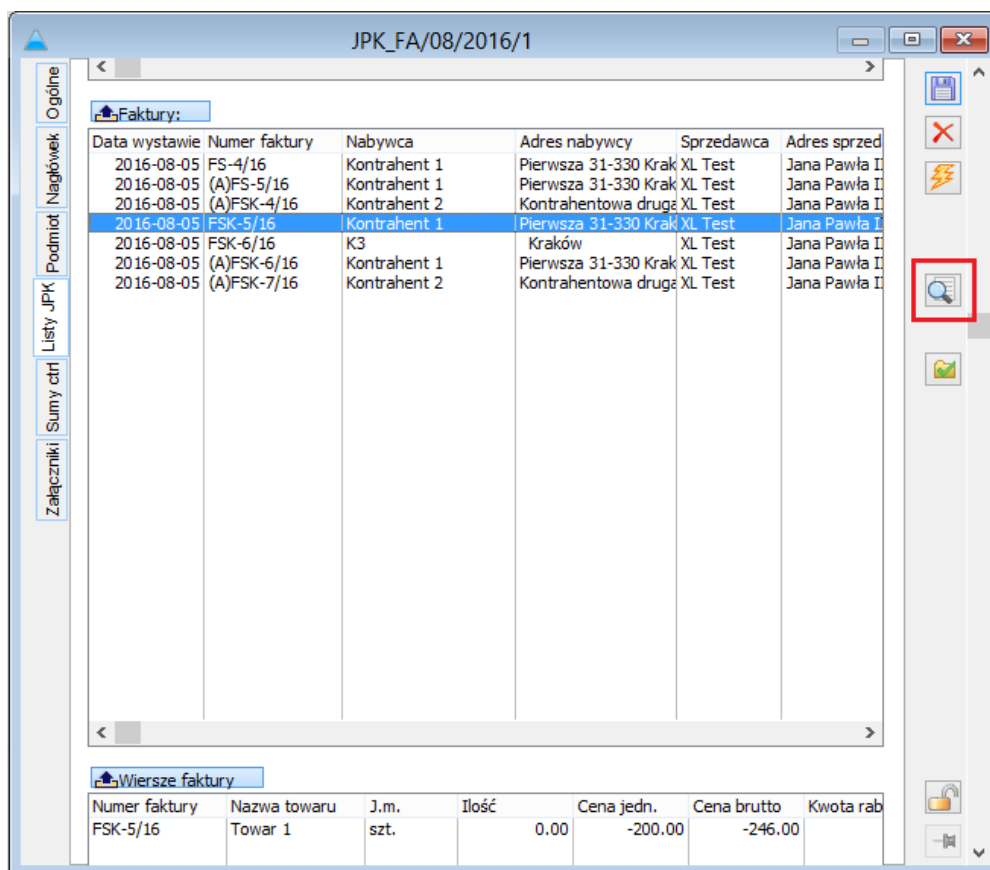 JPK_FA/08/2016/1
Ogólne
Nagłówek
Podmiot
Listy JPK
Sumy ctrl
Załączniki
Faktury:
Data wystawie Numer faktury Nabywca Adres nabywcy Sprzedawca Adres sprzed
2016-08-05 FS-4/16 Kontrahent 1 Pierwsza 31-330 Krak XL Test Jana Pawła II
2016-08-05 (A)FS-5/16 Kontrahent 1 Pierwsza 31-330 Krak XL Test Jana Pawła II
2016-08-05 (A)FSK-4/16 Kontrahent 2 Kontrahentowa druga XL Test Jana Pawła II
2016-08-05 FSK-5/16 Kontrahent 1 Pierwsza 31-330 Krak XL Test Jana Pawła I
2016-08-05 FSK-6/16 K3 Kraków XL Test Jana Pawła II
2016-08-05 (A)FSK-6/16 Kontrahent 1 Pierwsza 31-330 Krak XL Test Jana Pawła II
2016-08-05 (A)FSK-7/16 Kontrahent 2 Kontrahentowa druga XL Test Jana Pawła II
Wiersze faktury
Numer faktury Nazwa towaru J.m. Ilość Cena jedn. Cena brutto Kwota rab
FSK-5/16 Towar 1 szt. 0.00 -200.00 -246.00